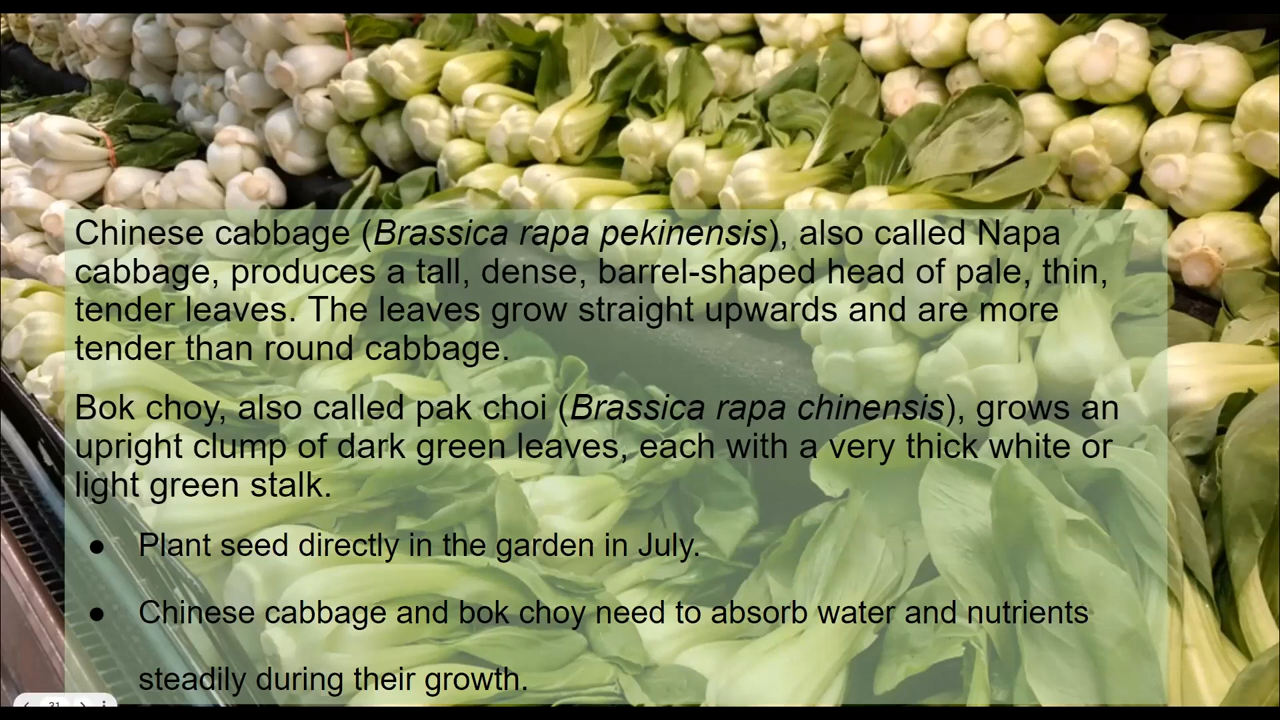 Chinese cabbage (Brassica rapa pekinensis), also called Napa
cabbage, produces a tall, dense, barrel-shaped head of pale, thin,
tender leaves. The leaves grow straight upwards and are more
tender than round cabbage.
Bok choy, also called pak choi (Brassica rapa chinensis), grows an
upright clump of dark green leaves, each with a very thick white or
light green stalk.
● Plant seed directly in the garden in July.
● Chinese cabbage and bok choy need to absorb water and nutrients
steadily during their growth.
31